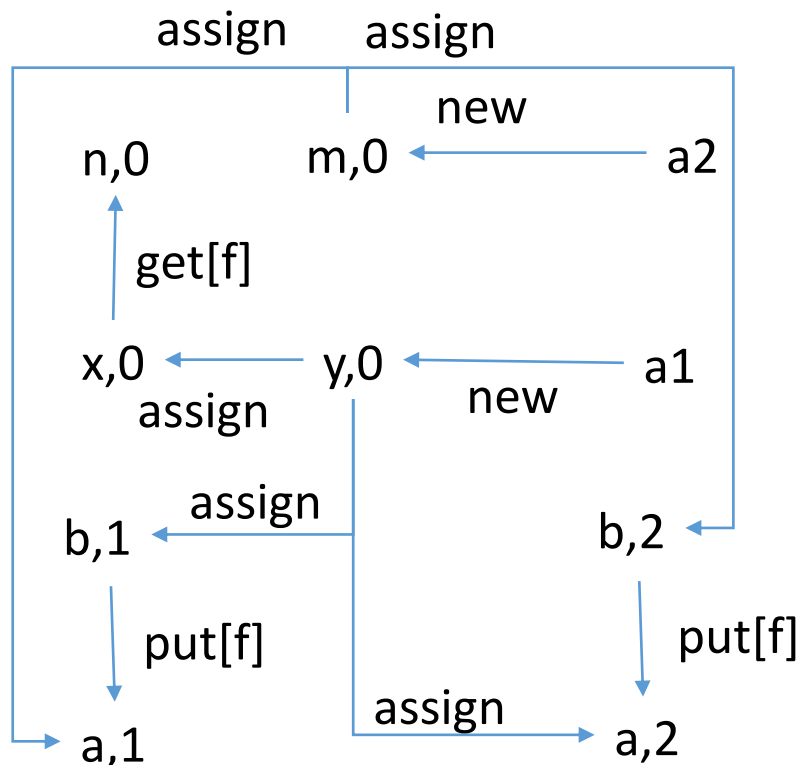 assign assign
new
n,0 m,0 a2
get[f]
x,0 y,0 a1
assign new
assign
b,1 b,2
put[f] put[f]
assign
a,1 a,2